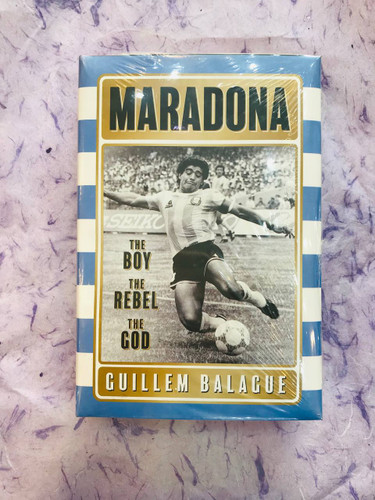 MARADONA
SEIKO
THE
BOY
THE
REBEL
THE
GOD
GUILLEM BALAGUE